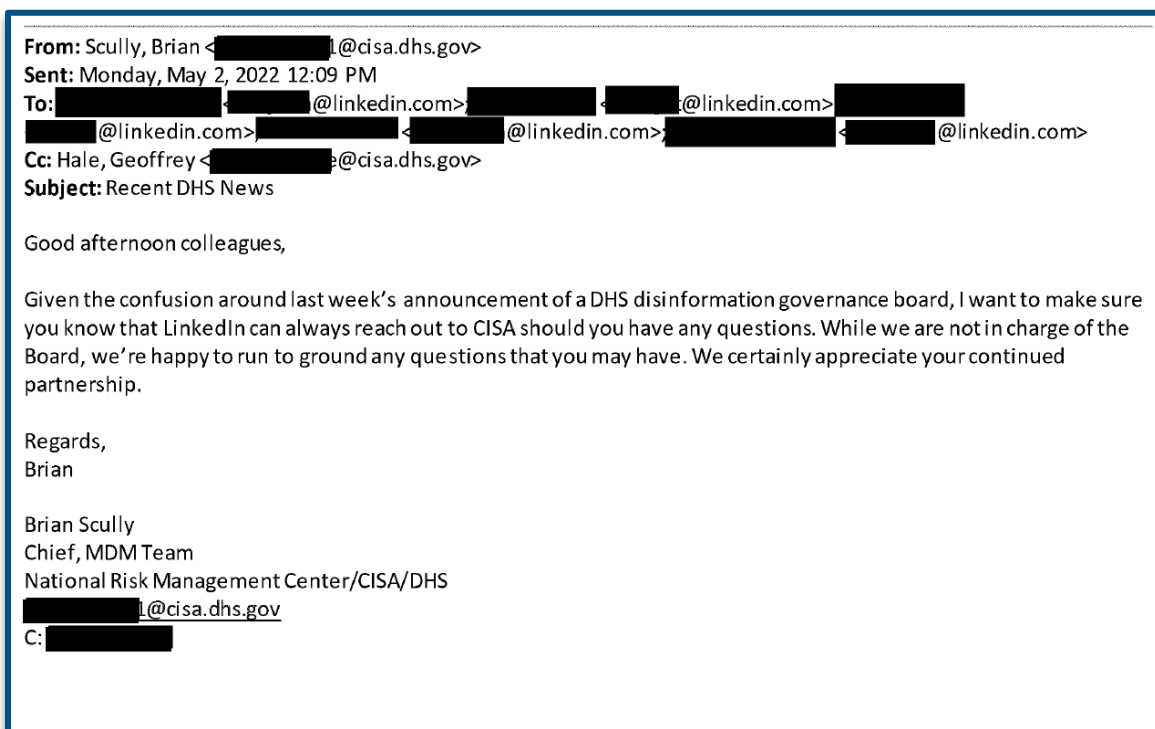 From: Scully, Brian < 1@cisa.dhs.gov>
Sent: Monday, May 2, 2022 12:09 PM
To: < @linkedin.com>; < @linkedin.com>
@linkedin.com> < @linkedin.com>; < @linkedin.com>
Cc: Hale, Geoffrey < e@cisa.dhs.gov>
Subject: Recent DHS News
Good afternoon colleagues,
Given the confusion around last week's announcement of a DHS disinformation governance board, I want to make sure
you know that LinkedIn can always reach out to CISA should you have any questions. While we are not in charge of the
Board, we're happy to run to ground any questions that you may have. We certainly appreciate your continued
partnership.
Regards,
Brian
Brian Scully
Chief, MDM Team
National Risk Management Center/CISA/DHS
1@cisa.dhs.gov
C: